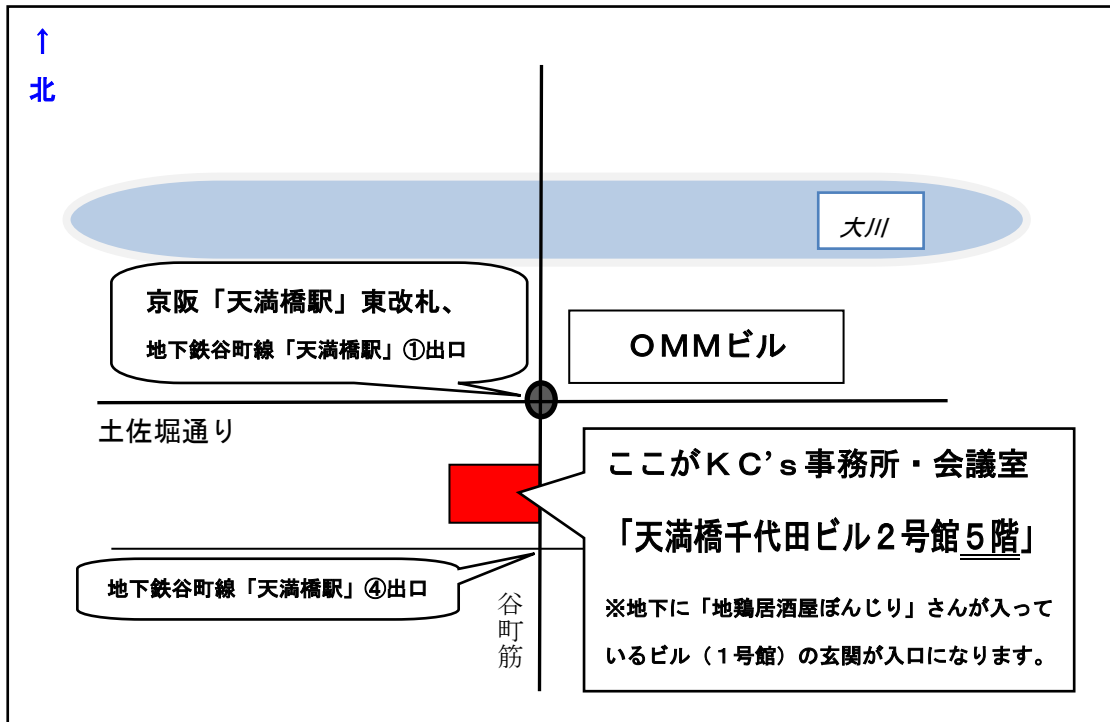 ↑
北
大川
京阪「天満橋駅」東改札、
地下鉄谷町線「天満橋駅」①出口
OMMビル
土佐堀通り
ここがKC’s事務所・会議室
「天満橋千代田ビル2号館5階」
※地下に「地鶏居酒屋ぼんじり」さんが入って
いるビル(1号館)の玄関が入口になります。
地下鉄谷町線「天満橋駅」④出口
谷町筋